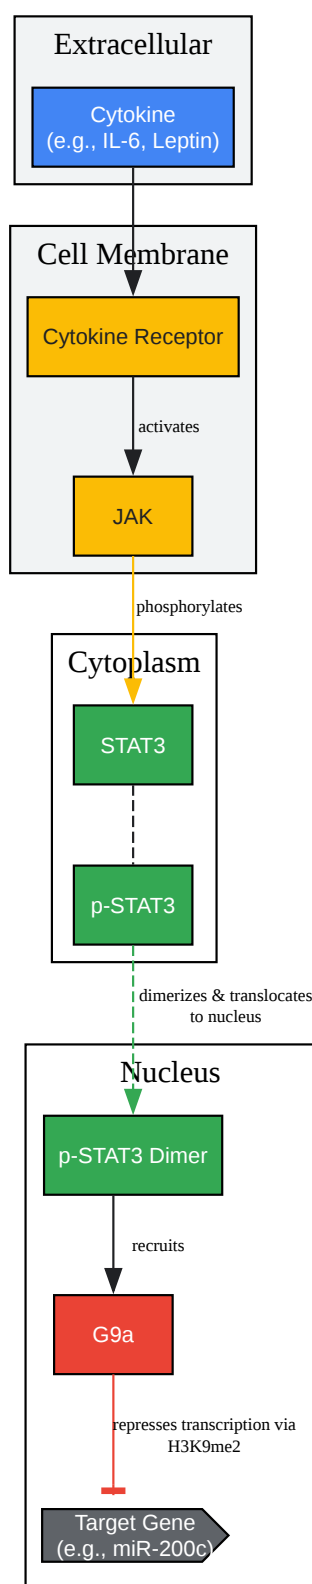 Extracellular
Cytokine
(e.g., IL-6, Leptin)
Cell Membrane
Cytokine Receptor
activates
JAK
phosphorylates
Cytoplasm
STAT3
p-STAT3
dimerizes & translocates
to nucleus
Nucleus
p-STAT3 Dimer
recruits
G9a
represses transcription via
H3K9me2
Target Gene
(e.g., miR-200c)